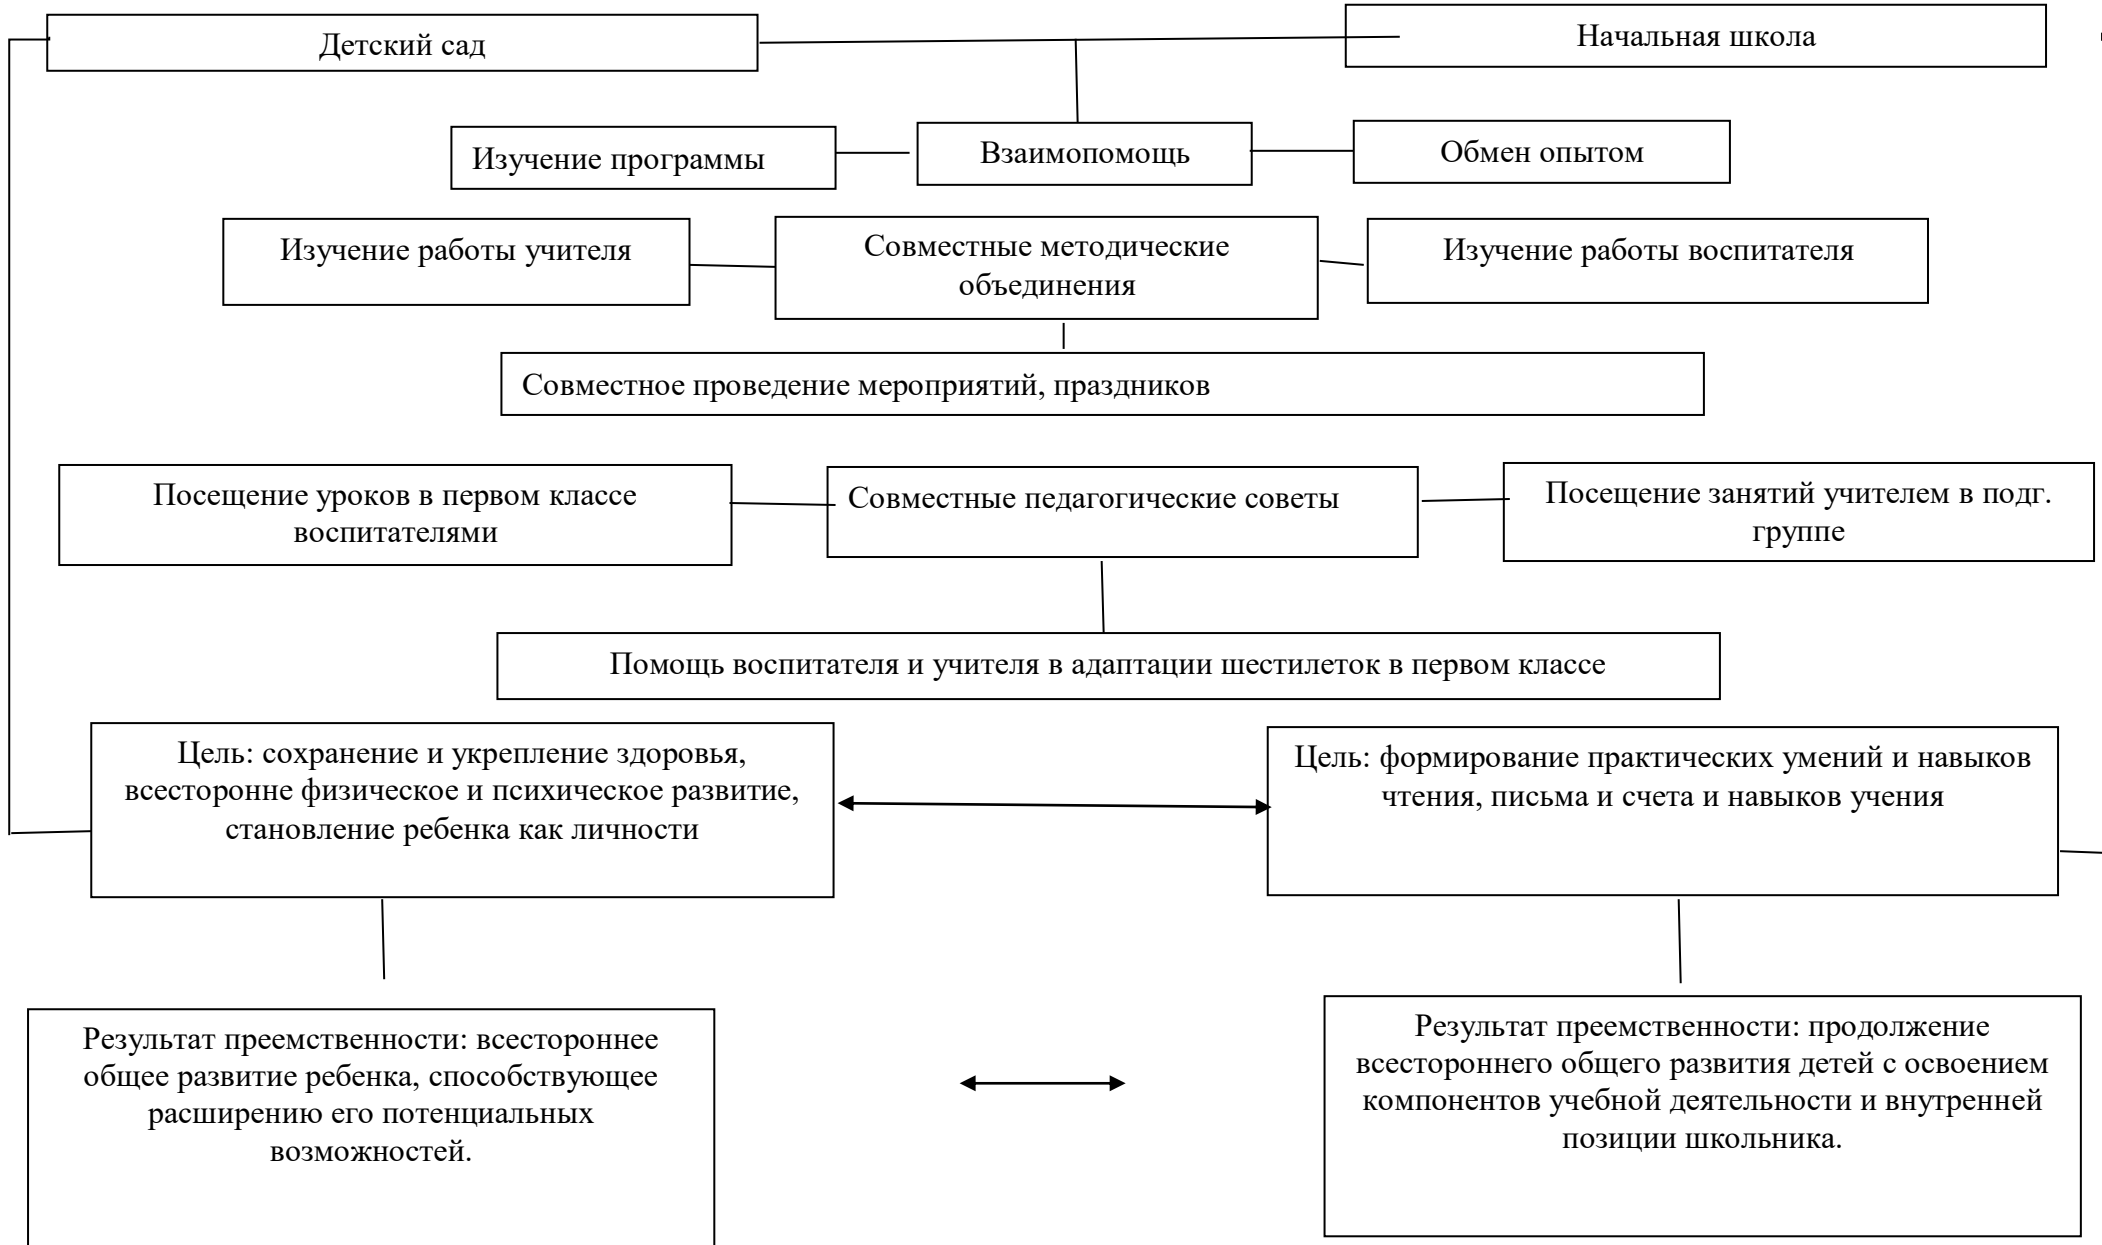 Детский сад
Начальная школа
Изучение программы
Взаимопомощь
Обмен опытом
Изучение работы учителя
Совместные методические
объединения
Изучение работы воспитателя
Совместное проведение мероприятий, праздников
Посещение уроков в первом классе
воспитателями
Совместные педагогические советы
Посещение занятий учителем в подг.
группе
Помощь воспитателя и учителя в адаптации шестилеток в первом классе
Цель: сохранение и укрепление здоровья,
всесторонне физическое и психическое развитие,
становление ребенка как личности
Цель: формирование практических умений и навыков
чтения, письма и счета и навыков учения
Результат преемственности: всестороннее
общее развитие ребенка, способствующее
расширению его потенциальных
возможностей.
Результат преемственности: продолжение
всестороннего общего развития детей с освоением
компонентов учебной деятельности и внутренней
позиции школьника.